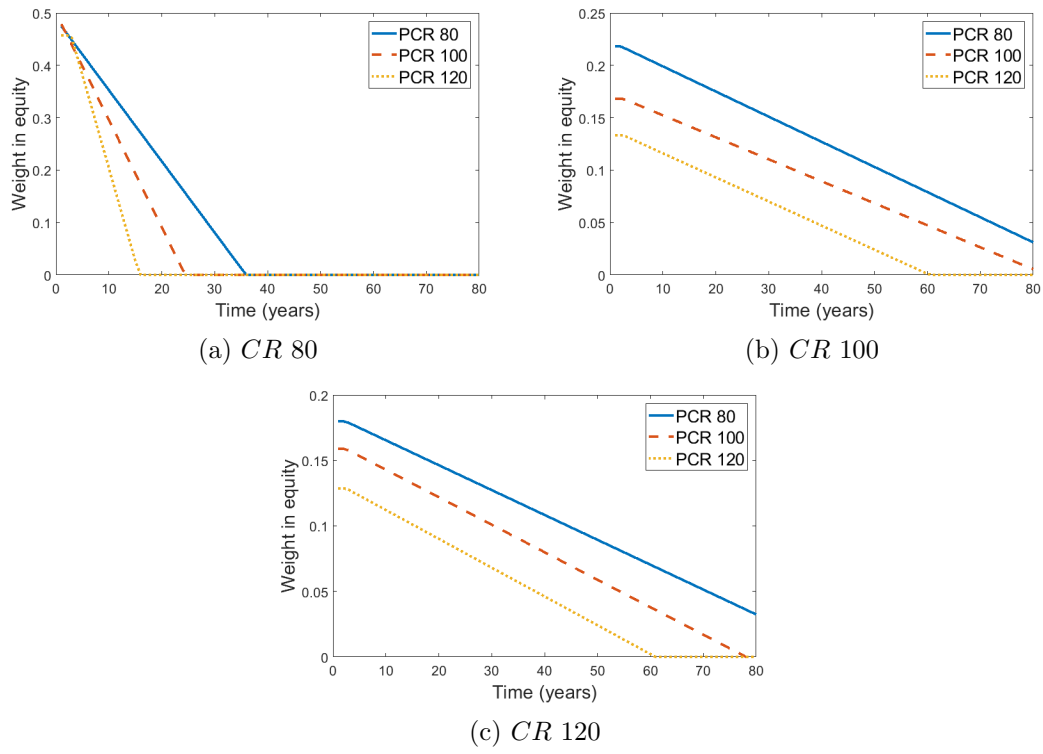 Weight in equity
0.5
0.4
0.3
0.2
0.1
0
0 10 20 30 40 50 60 70 80
Time (years)
PCR 80
PCR 100
PCR 120
(a) CR 80
Weight in equity
0.25
0.2
0.15
0.1
0.05
0
0 10 20 30 40 50 60 70 80
Time (years)
PCR 80
PCR 100
PCR 120
(b) CR 100
Weight in equity
0.2
0.15
0.1
0.05
0
0 10 20 30 40 50 60 70 80
Time (years)
PCR 80
PCR 100
PCR 120
(c) CR 120